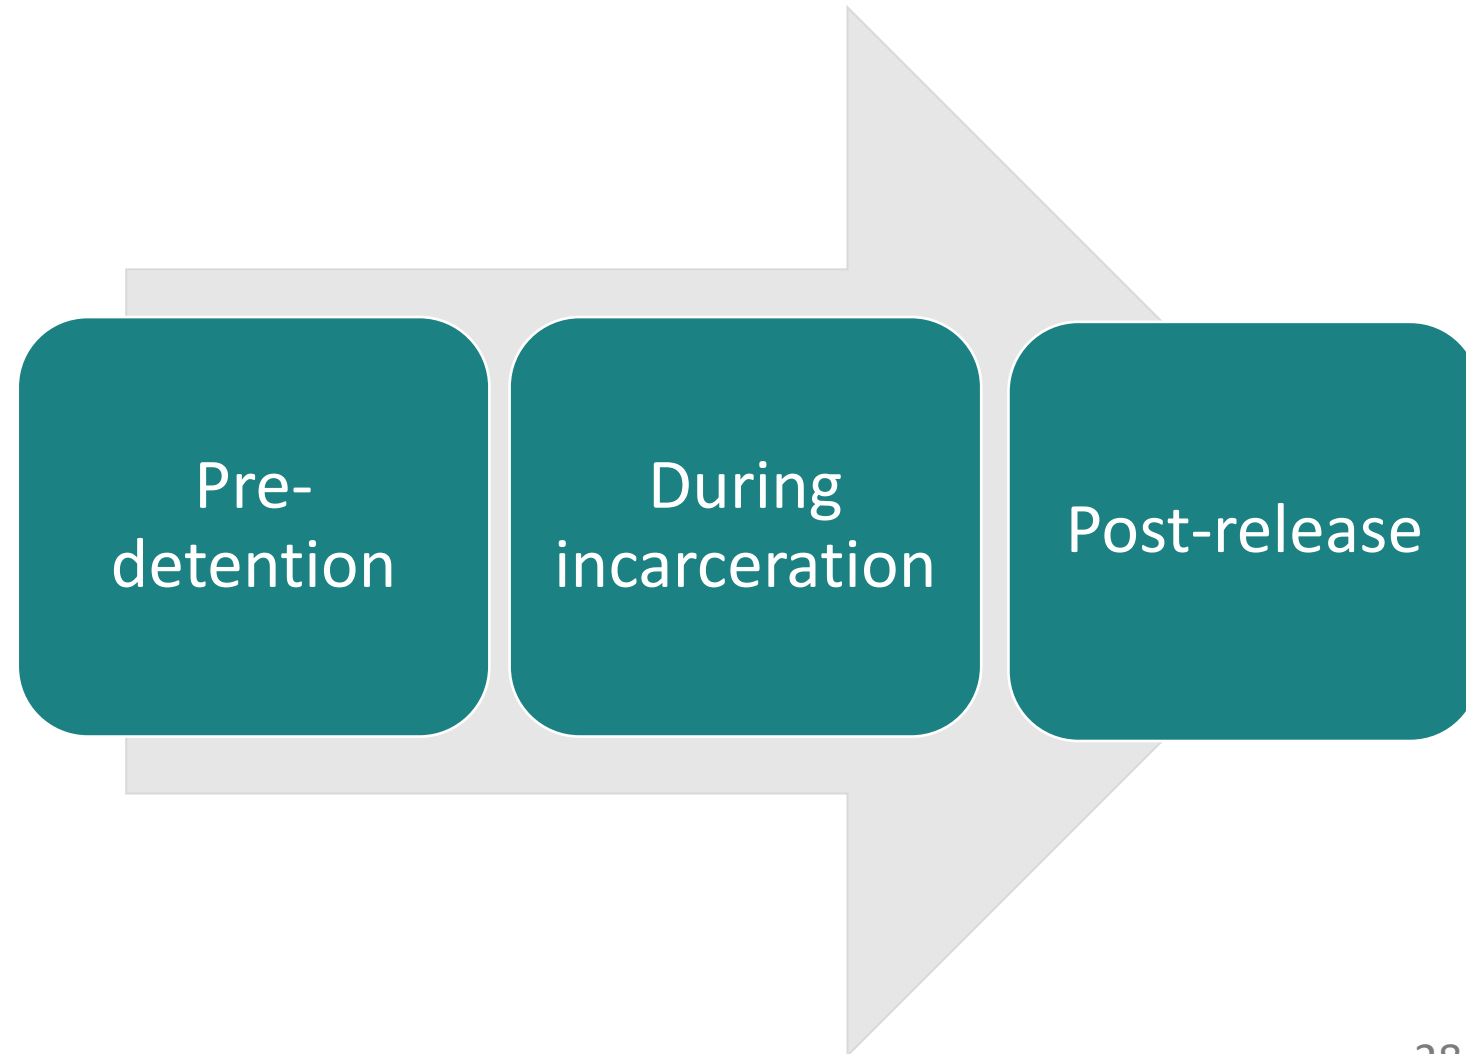 Pre-
detention
During
incarceration
Post-release